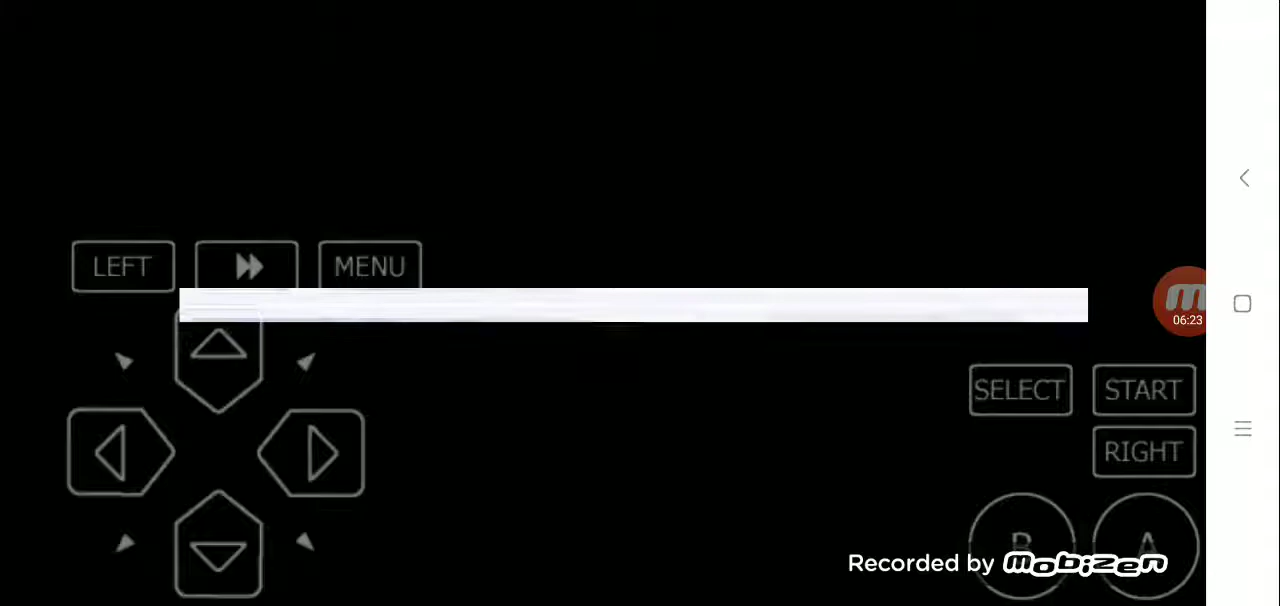 LEFT
MENU
06:23
SELECT
START
RIGHT
B
A
Recorded by mobizen